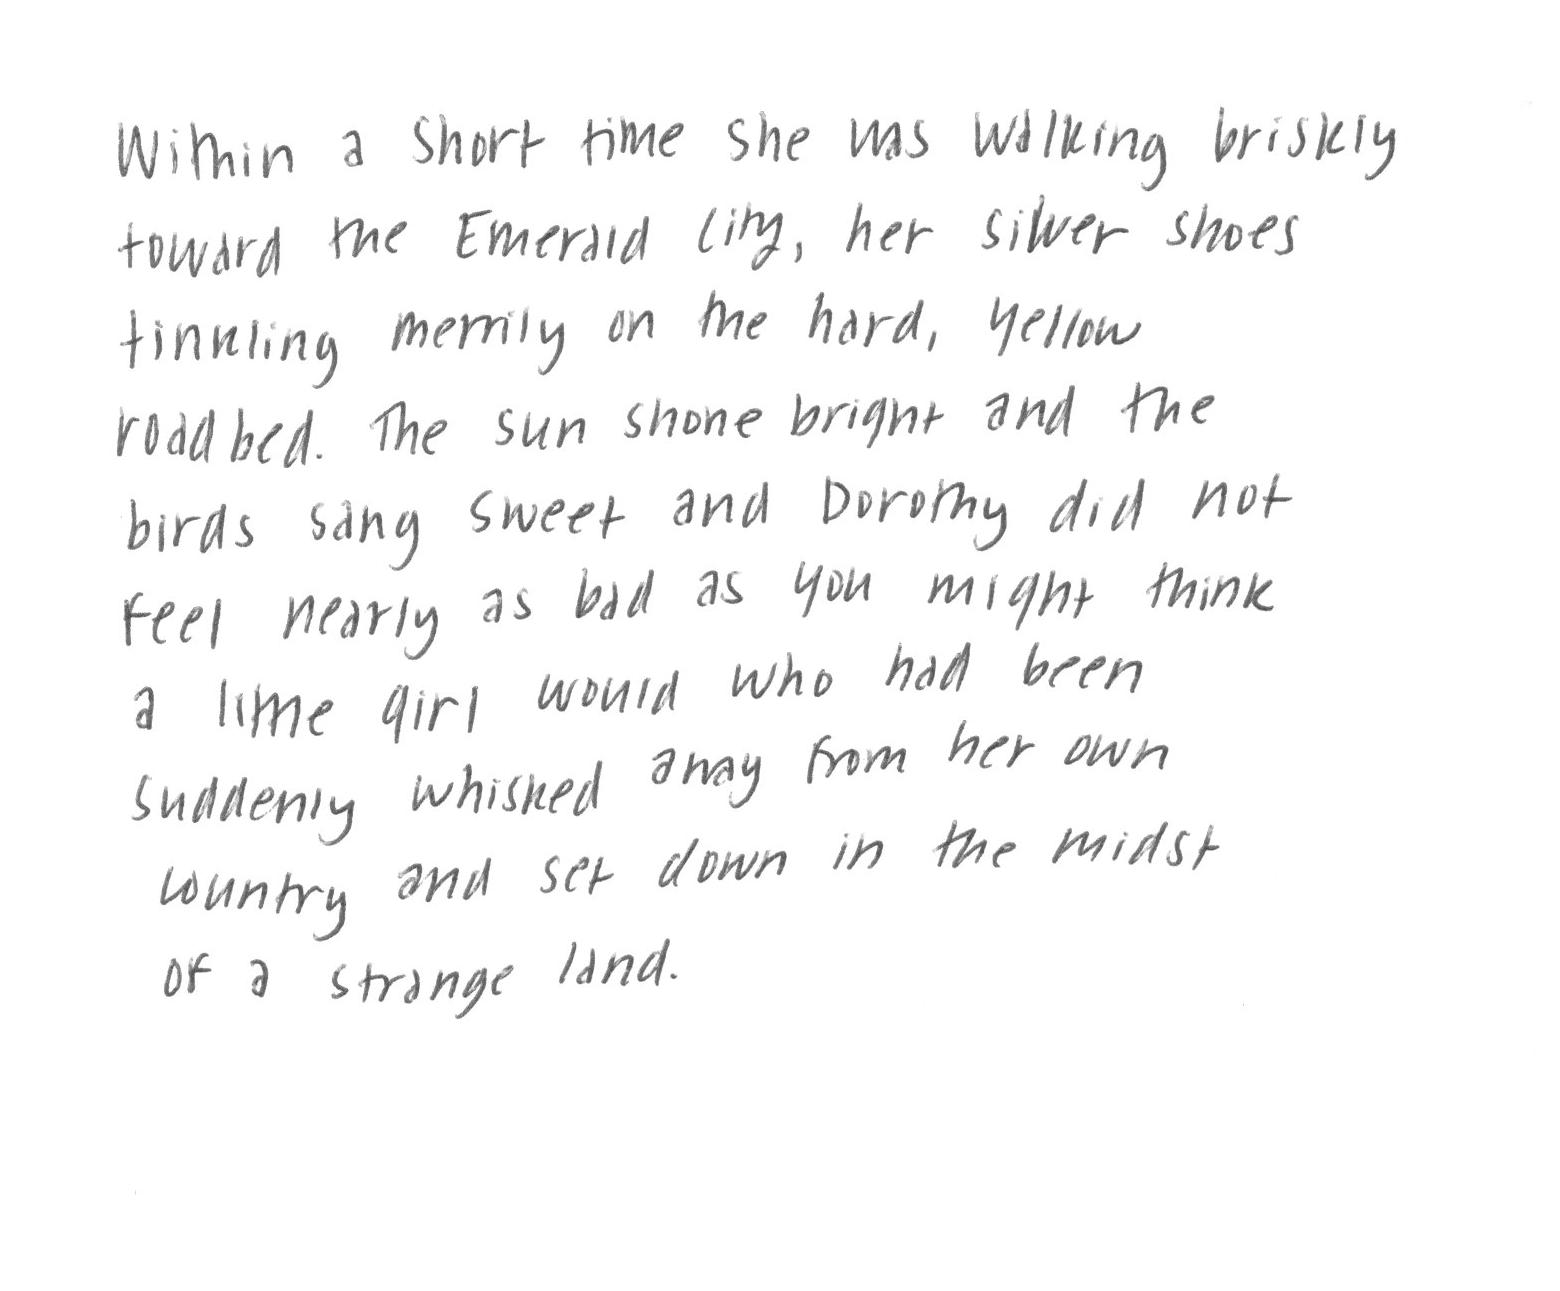 Within a short time she was walking briskly
toward the Emerald City, her silver shoes
tinkling merrily on the hard, yellow
roadbed. The sun shone bright and the
birds sang sweet and Dorothy did not
feel nearly as bad as you might think
a little girl would who had been
suddenly whisked away from her own
country and set down in the midst
of a strange land.